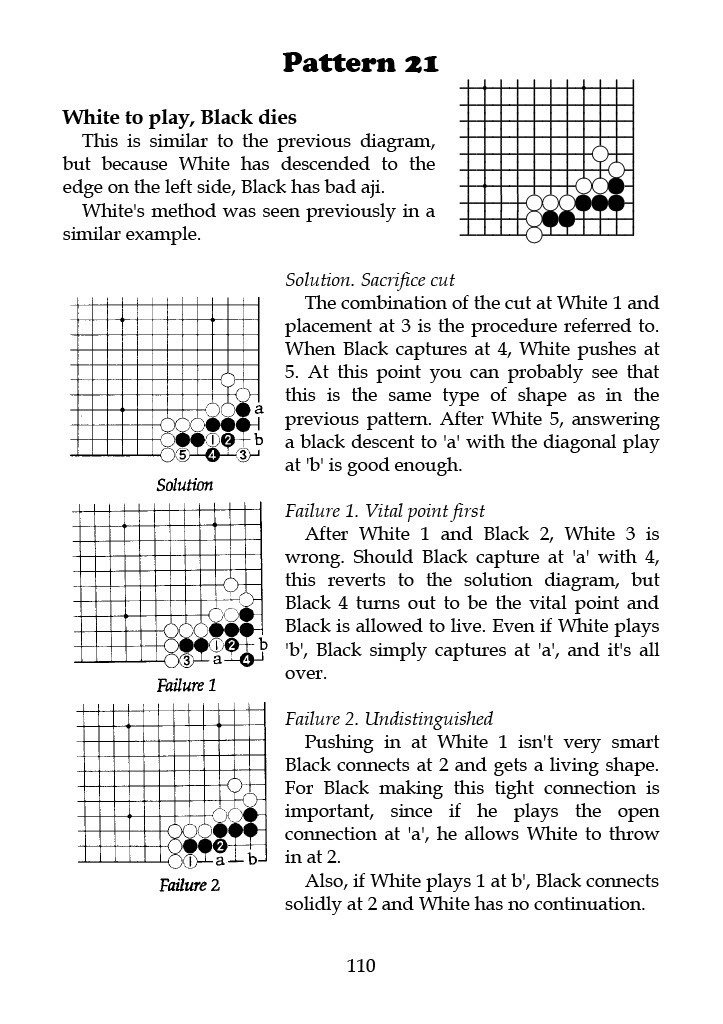 Pattern 21
White to play, Black dies
This is similar to the previous diagram,
but because White has descended to the
edge on the left side, Black has bad aji.
White's method was seen previously in a
similar example.
Solution. Sacrifice cut
The combination of the cut at White 1 and
placement at 3 is the procedure referred to.
When Black captures at 4, White pushes at
5. At this point you can probably see that
this is the same type of shape as in the
previous pattern. After White 5, answering
a black descent to 'a' with the diagonal play
at 'b' is good enough.
a
1 2 b
5 4 3
Solution
Failure 1. Vital point first
After White 1 and Black 2, White 3 is
wrong. Should Black capture at 'a' with 4,
this reverts to the solution diagram, but
Black 4 turns out to be the vital point and
Black is allowed to live. Even if White plays
'b', Black simply captures at 'a', and it's all
over.
1 2 b
3 a 4
Failure 1
Failure 2. Undistinguished
Pushing in at White 1 isn't very smart
Black connects at 2 and gets a living shape.
For Black making this tight connection is
important, since if he plays the open
connection at 'a', he allows White to throw
in at 2.
Also, if White plays 1 at b', Black connects
solidly at 2 and White has no continuation.
2
1 a b
Failure 2
110